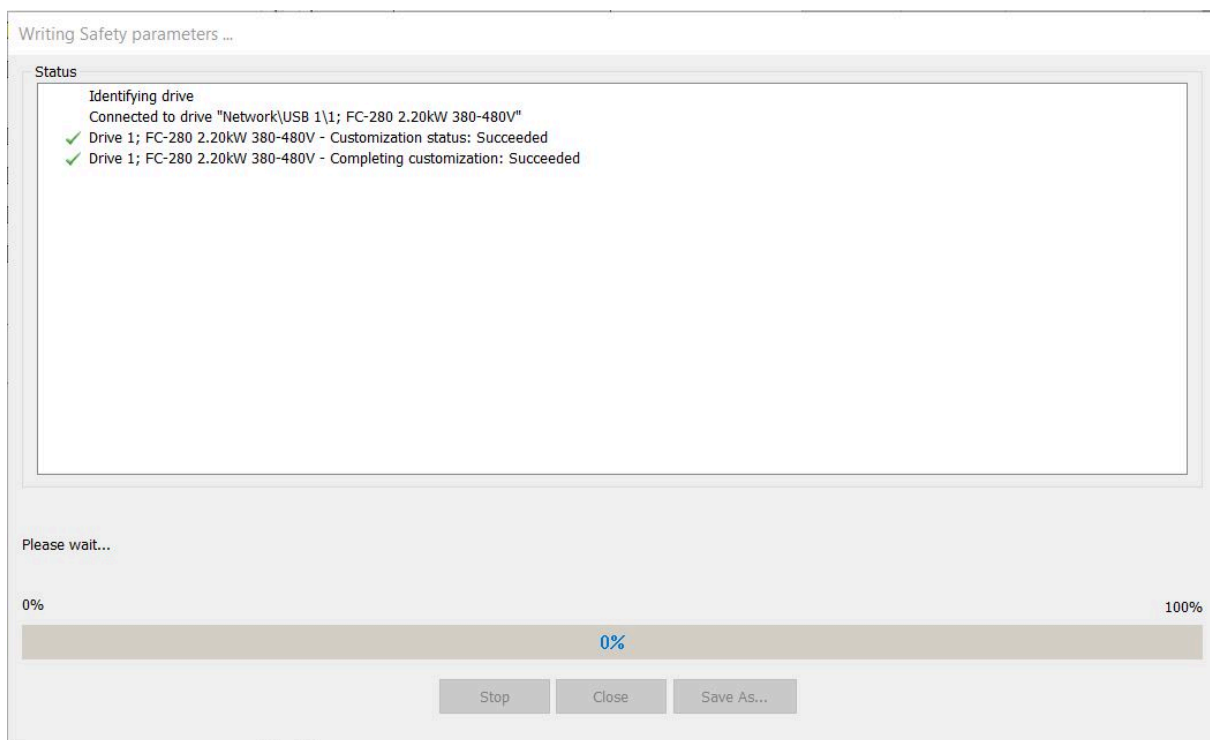 Writing Safety parameters ...
Status
Identifying drive
Connected to drive "Network\USB 1\1; FC-280 2.20kW 380-480V"
Drive 1; FC-280 2.20kW 380-480V - Customization status: Succeeded
Drive 1; FC-280 2.20kW 380-480V - Completing customization: Succeeded
Please wait...
0%
100%
0%
Stop
Close
Save As...